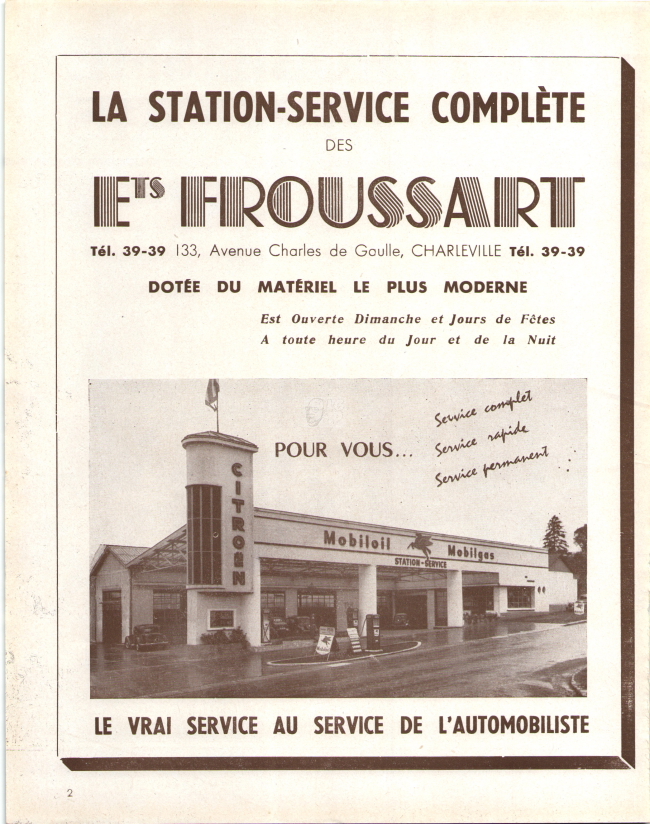 LA STATION-SERVICE COMPLÈTE
DES
ETS FROUSSART
Tél. 39-39 133, Avenue Charles de Gaulle, CHARLEVILLE Tél. 39-39
DOTÉE DU MATÉRIEL LE PLUS MODERNE
Est Ouverte Dimanche et Jours de Fêtes
A toute heure du Jour et de la Nuit
POUR VOUS...
Service complet
Service rapide
Service permanent
CITROËN
Mobiloil Mobilgas
STATION-SERVICE
LE VRAI SERVICE AU SERVICE DE L'AUTOMOBILISTE
2